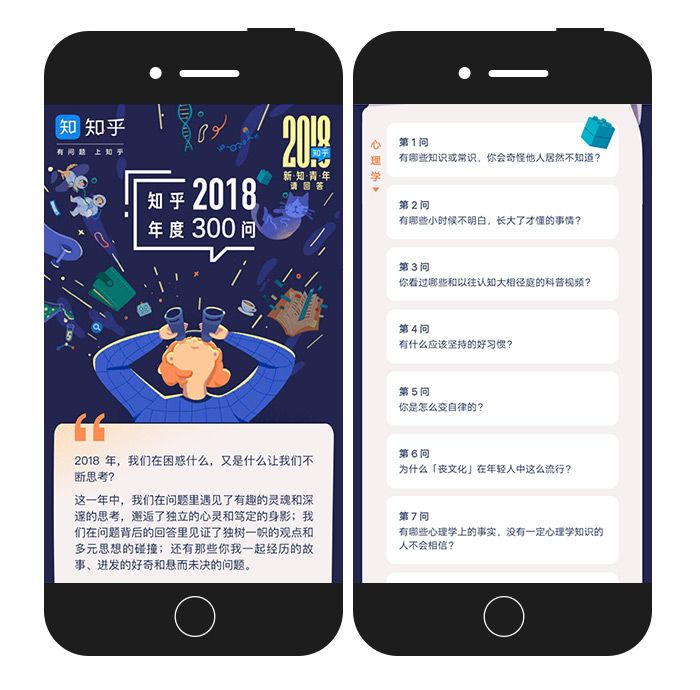 知 知乎
有问题 上知乎
2018
知乎
新·知·青·年
请回答
知乎 2018
年度 300 问
2018 年，我们在困惑什么，又是什么让我们不
断思考？
这一年中，我们在问题里遇见了有趣的灵魂和深
邃的思考，邂逅了独立的心灵和笃定的身影；我
们在问题背后的回答里见证了独树一帜的观点和
多元思想的碰撞；还有那些你我一起经历的故
事、迸发的好奇和悬而未决的问题。
心理学
第 1 问
有哪些知识或常识，你会奇怪他人居然不知道？
第 2 问
有哪些小时候不明白，长大了才懂的事情？
第 3 问
你看过哪些和以往认知大相径庭的科普视频？
第 4 问
有什么应该坚持的好习惯？
第 5 问
你是怎么变自律的？
第 6 问
为什么「丧文化」在年轻人中这么流行？
第 7 问
有哪些心理学上的事实，没有一定心理学知识的
人不会相信？